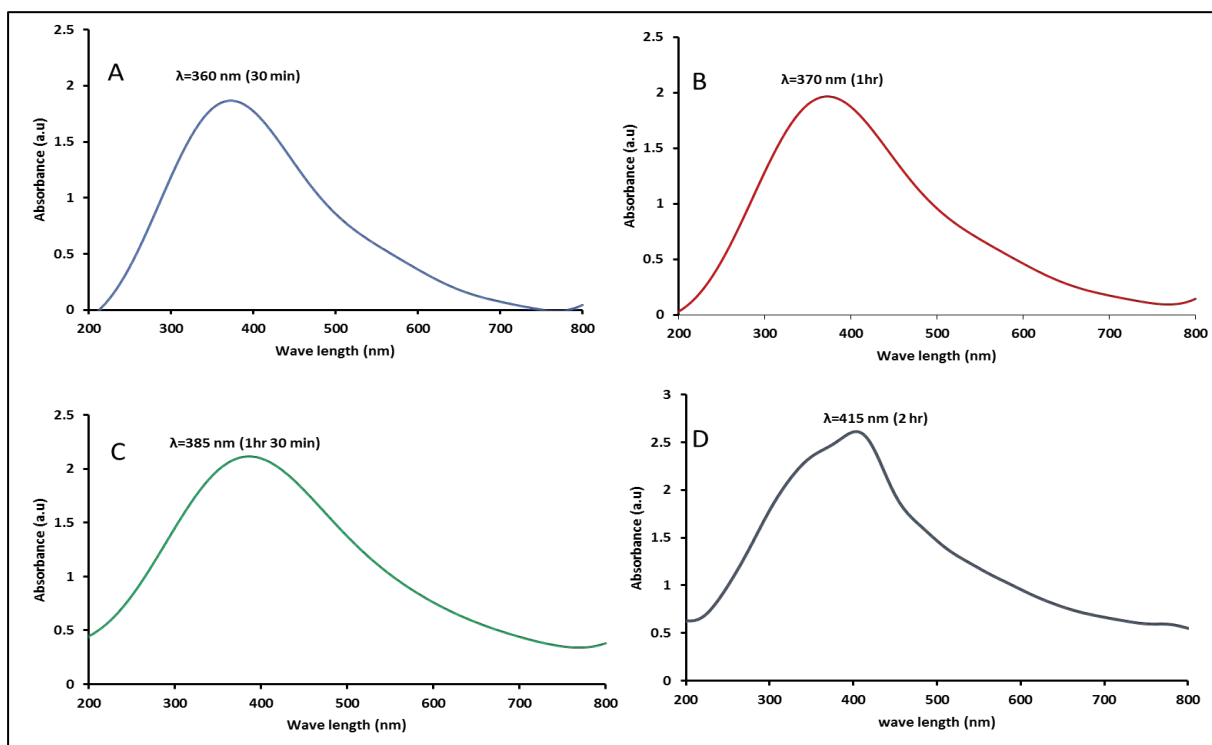 A
λ=360 nm (30 min)
2.5
2
1.5
1
0.5
0
Absorbance (a.u)
200 300 400 500 600 700 800
Wave length (nm)
B
λ=370 nm (1hr)
2.5
2
1.5
1
0.5
0
Absorbance (a.u)
200 300 400 500 600 700 800
Wave length (nm)
C
λ=385 nm (1hr 30 min)
2.5
2
1.5
1
0.5
0
Absorbance (a.u)
200 300 400 500 600 700 800
Wave length (nm)
D
λ=415 nm (2 hr)
3
2.5
2
1.5
1
0.5
0
Absorbance (a.u)
200 300 400 500 600 700 800
wave length (nm)